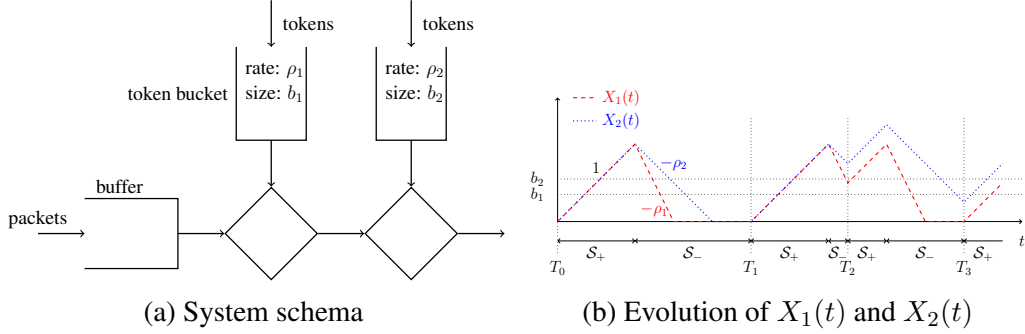 tokens
tokens
rate: ρ₁
size: b₁
rate: ρ₂
size: b₂
token bucket
buffer
packets
(a) System schema
X₁(t)
X₂(t)
1
−ρ₂
−ρ₁
b₂
b₁
t
S₊ S₋ S₊ S₋ S₊ S₋ S₊
T₀ T₁ T₂ T₃
(b) Evolution of X₁(t) and X₂(t)